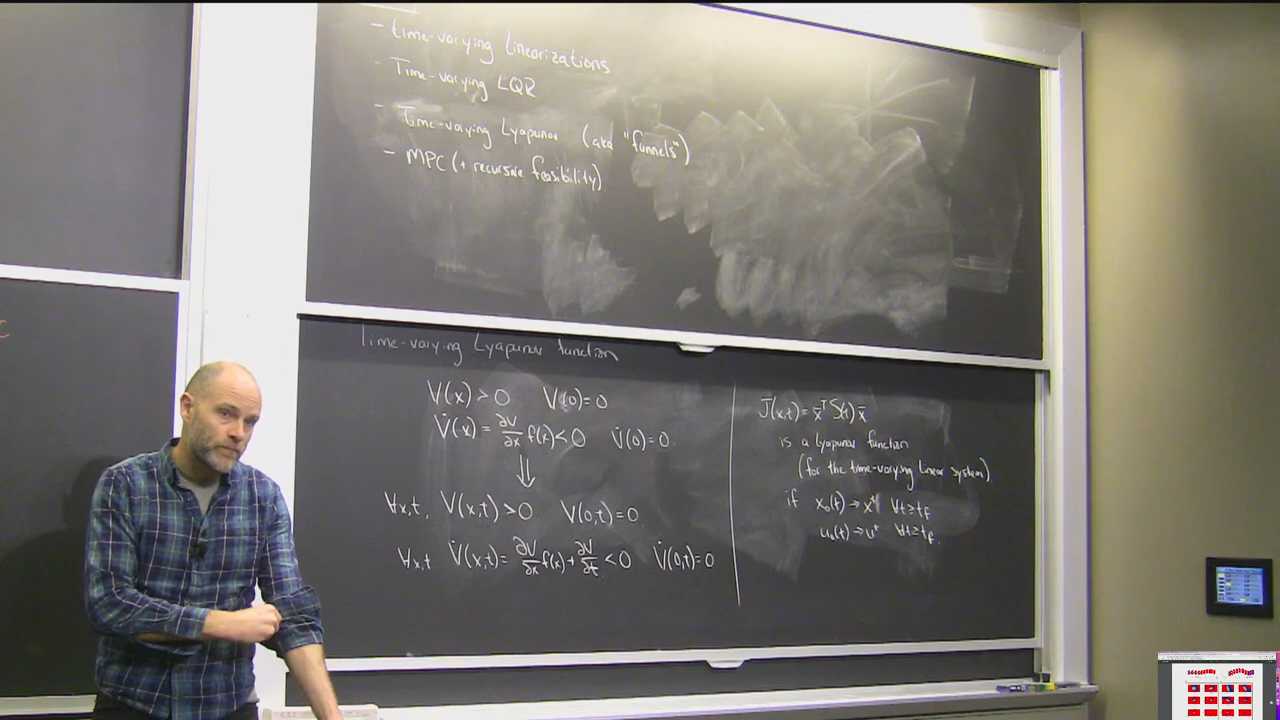 - time-varying Linearizations
- Time-varying LQR
- Time-varying Lyapunov (aka "funnels")
- MPC (+ recursive feasibility)
Time-varying Lyapunov function
V(x) > 0 V(0) = 0
V̇(x) = ∂V/∂x f(x) < 0 V̇(0) = 0
⇓
∀x,t, V(x,t) > 0 V(0,t) = 0
∀x,t V̇(x,t) = ∂V/∂x f(x) + ∂V/∂t < 0 V̇(0,t) = 0
J̄(x,t) = x̄ᵀS(t)x̄
is a Lyapunov function
(for the time-varying linear system).
if x₀(t) → x* ∀t ≥ t_f
u₀(t) → u* ∀t ≥ t_f.